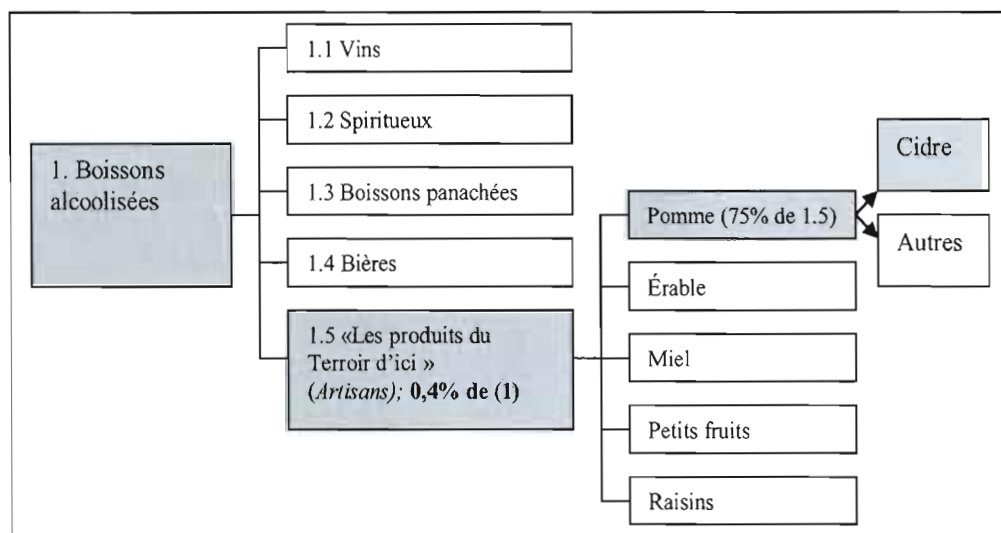 1. Boissons
alcoolisées
1.1 Vins
1.2 Spiritueux
1.3 Boissons panachées
1.4 Bières
1.5 «Les produits du
Terroir d'ici »
(Artisans); 0,4% de (1)
Pomme (75% de 1.5)
Érable
Miel
Petits fruits
Raisins
Cidre
Autres